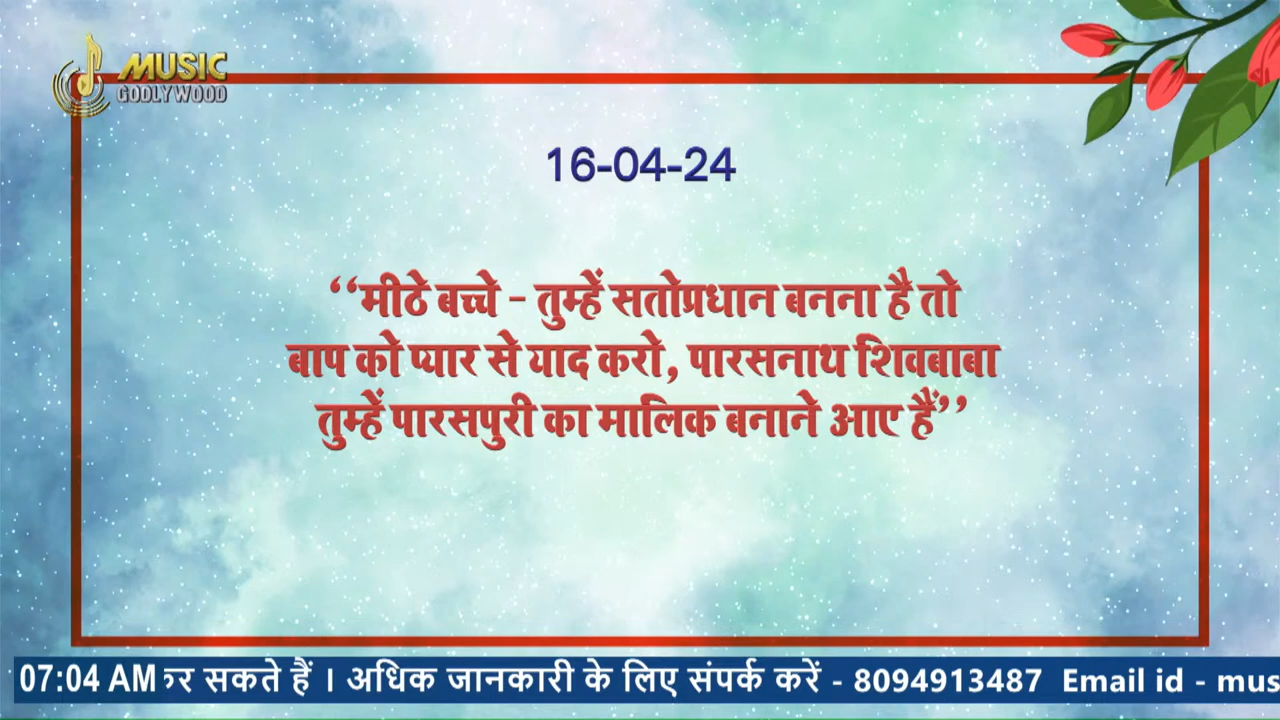 MUSIC
GODLYWOOD
16-04-24
‘‘मीठे बच्चे - तुम्हें सतोप्रधान बनना है तो
बाप को प्यार से याद करो, पारसनाथ शिवबाबा
तुम्हें पारसपुरी का मालिक बनाने आए हैं’’
07:04 AM सकते हैं । अधिक जानकारी के लिए संपर्क करें - 8094913487 Email id - mus